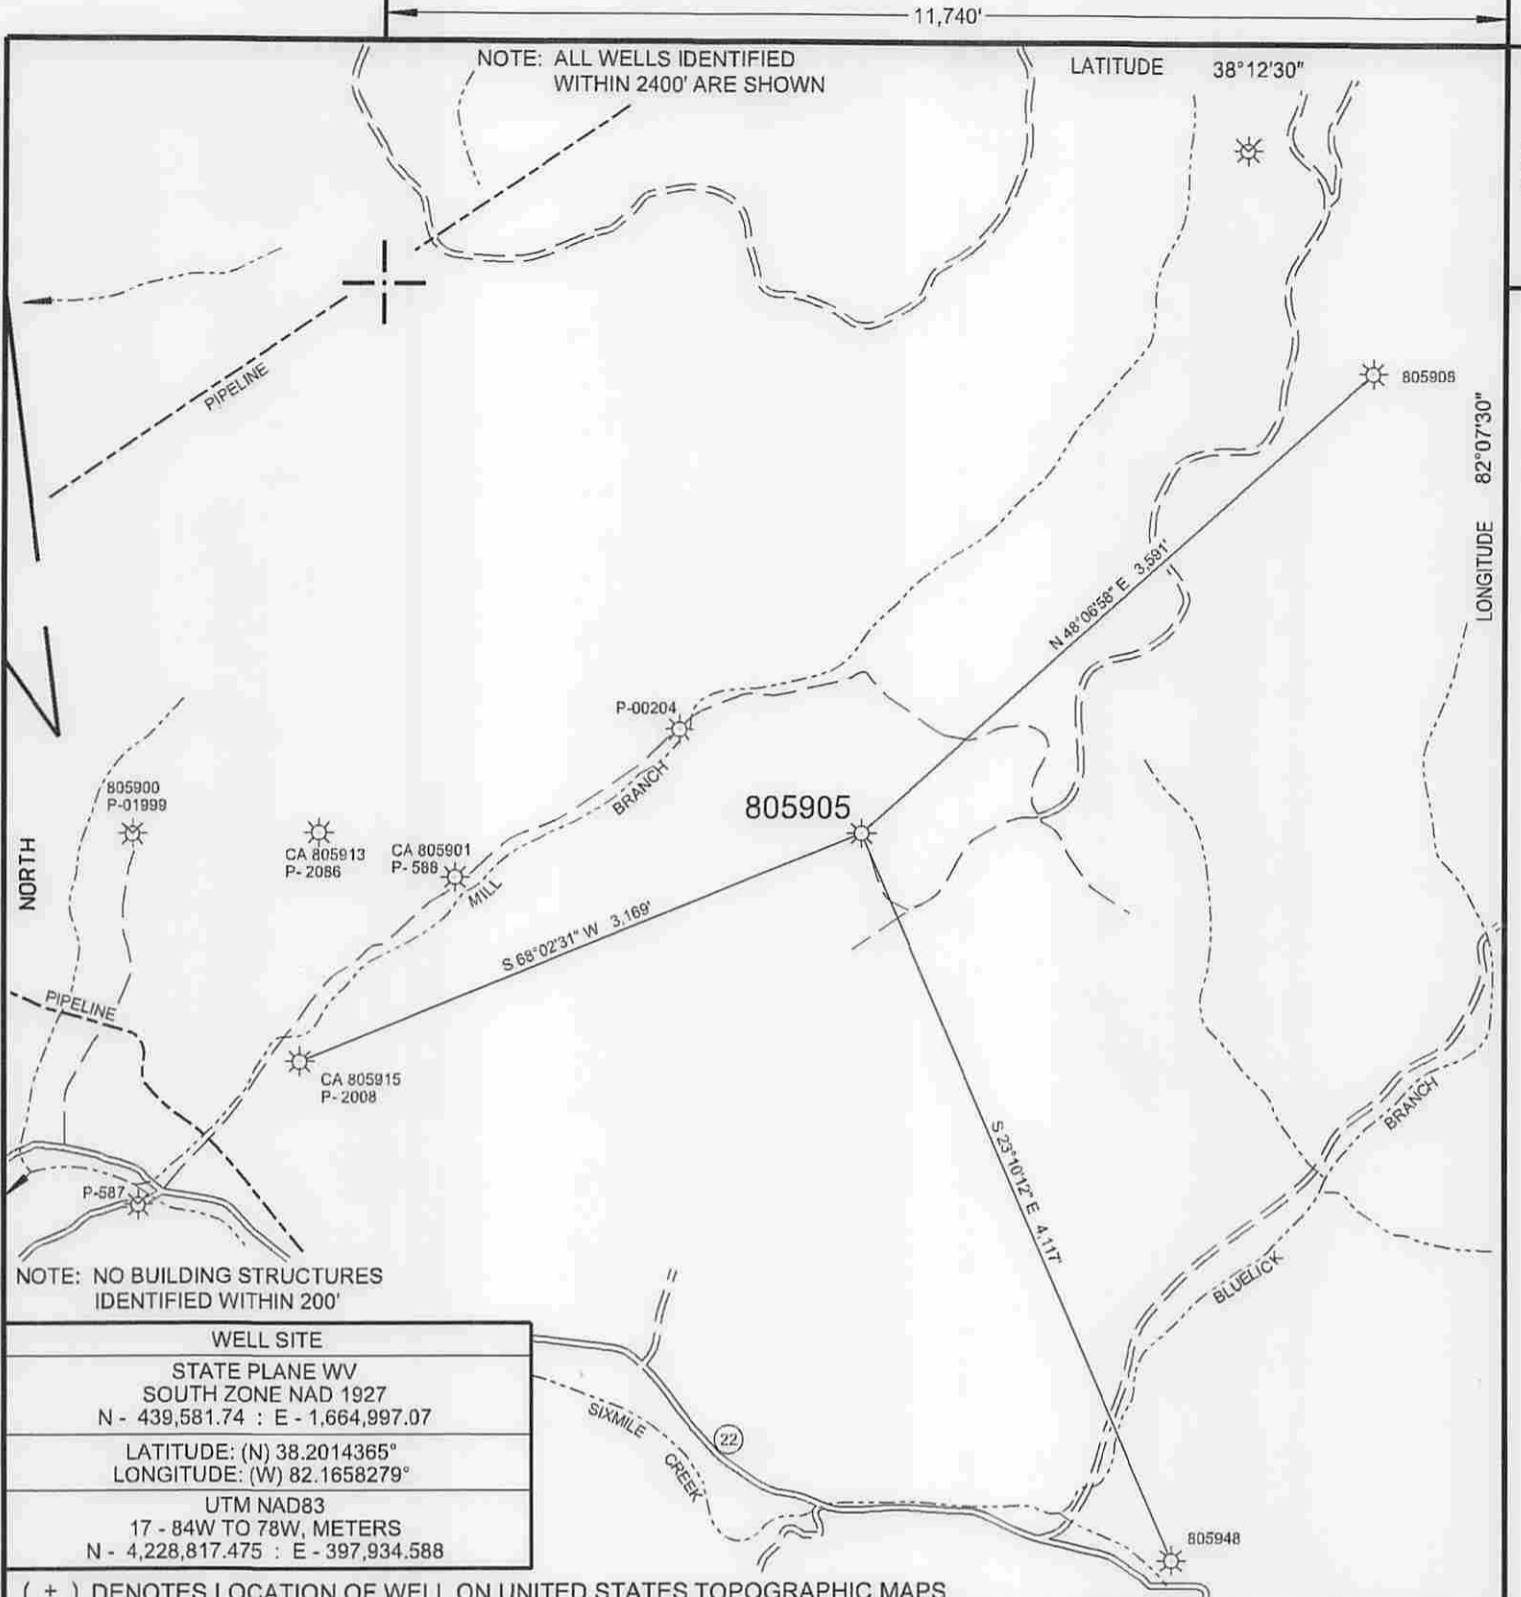 11,740'
NOTE: ALL WELLS IDENTIFIED
WITHIN 2400' ARE SHOWN
LATITUDE 38°12'30"
PIPELINE
805908
LONGITUDE 82°07'30"
N 48°06'58" E 3,591'
P-00204
BRANCH
805900
P-01999
805905
CA 805913
P- 2086
CA 805901
P- 588
MILL
NORTH
S 68°02'31" W 3,169'
PIPELINE
CA 805915
P- 2008
BRANCH
S 23°10'12" E 4,117'
P-587
BLUELICK
NOTE: NO BUILDING STRUCTURES
IDENTIFIED WITHIN 200'
WELL SITE
STATE PLANE WV
SOUTH ZONE NAD 1927
N - 439,581.74 : E - 1,664,997.07
LATITUDE: (N) 38.2014365°
LONGITUDE: (W) 82.1658279°
UTM NAD83
17 - 84W TO 78W, METERS
N - 4,228,817.475 : E - 397,934.588
SIXMILE
CREEK
22
805948
( + ) DENOTES LOCATION OF WELL ON UNITED STATES TOPOGRAPHIC MAPS